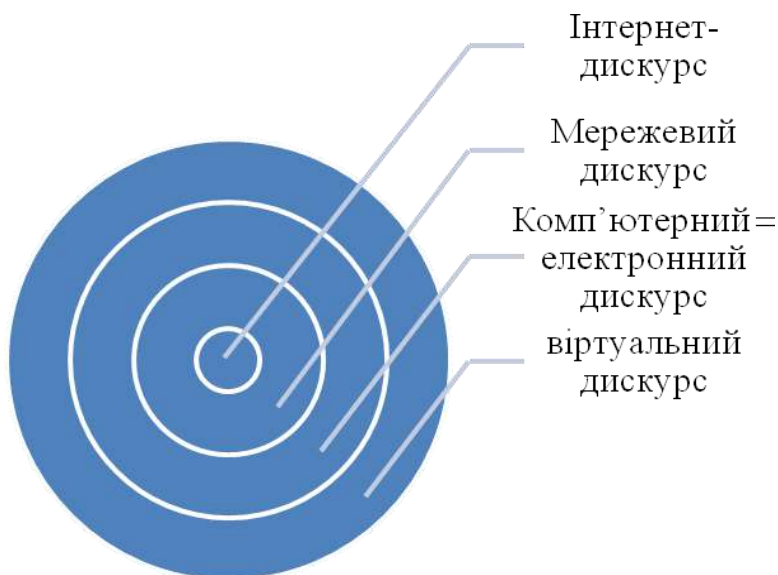 Інтернет-
дискурс
Мережевий
дискурс
Комп’ютерний=
електронний
дискурс
віртуальний
дискурс